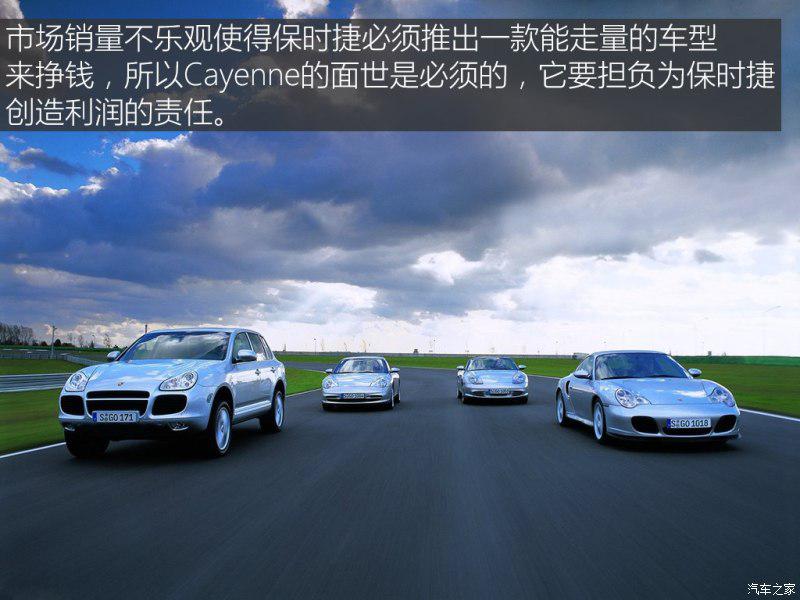 市场销量不乐观使得保时捷必须推出一款能走量的车型
来挣钱，所以Cayenne的面世是必须的，它要担负为保时捷
创造利润的责任。
S GO 171
S GO 1018
汽车之家